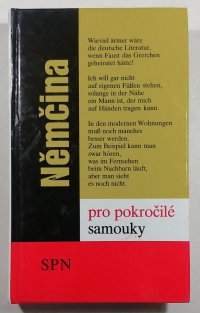 Wieviel ärmer wäre
die deutsche Literatur,
wenn Faust das Gretchen
geheiratet hätte!
Ich will gar nicht
auf eigenen Füßen stehen,
solange in der Nähe
ein Mann ist, der mich
auf Händen tragen kann.
In den modernen Wohnungen
muß noch manches
besser werden.
Zum Beispiel kann man
zwar hören,
was im Fernsehen
beim Nachbarn läuft,
aber man sieht
es noch nicht.
Němčina
pro pokročilé
samouky
SPN